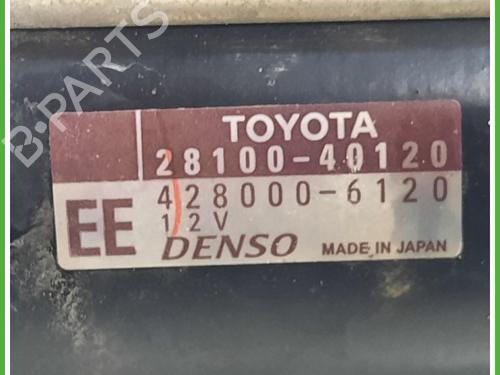 B-PARTS
TOYOTA
28100-40120
428000-6120
EE 12V
DENSO MADE IN JAPAN